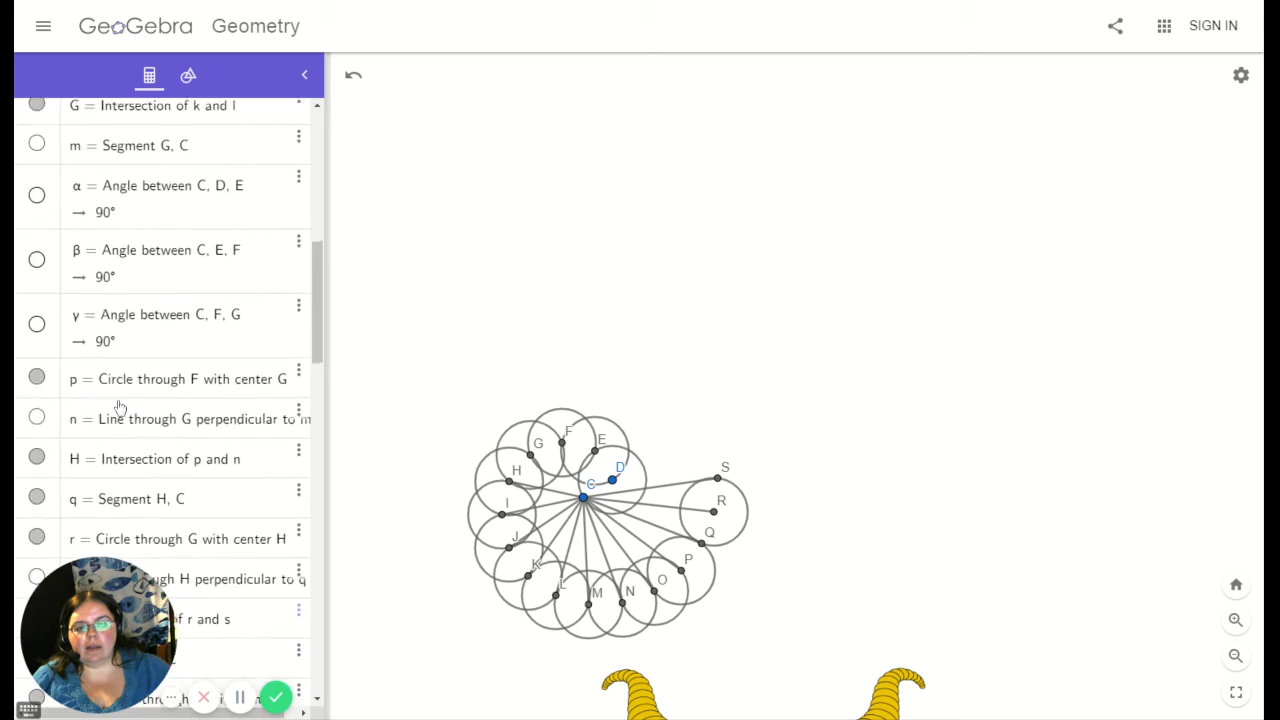 GeoGebra Geometry
SIGN IN
G = Intersection of k and l
m = Segment G, C
α = Angle between C, D, E
→ 90°
β = Angle between C, E, F
→ 90°
γ = Angle between C, F, G
→ 90°
p = Circle through F with center G
n = Line through G perpendicular to m
H = Intersection of p and n
q = Segment H, C
r = Circle through G with center H
ugh H perpendicular to q
of r and s
F
E
G
D
H
C
S
I
R
J
Q
K
P
L
M
N
O